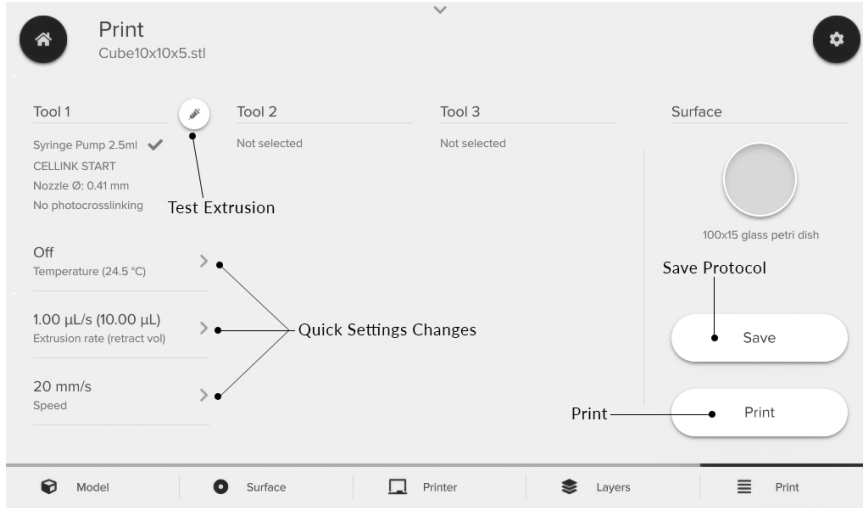 Print
Cube10x10x5.stl
Tool 1
Tool 2
Tool 3
Surface
Syringe Pump 2.5ml
CELLINK START
Nozzle Ø: 0.41 mm
No photocrosslinking
Not selected
Not selected
Test Extrusion
100x15 glass petri dish
Off
Temperature (24.5 °C)
Save Protocol
1.00 µL/s (10.00 µL)
Extrusion rate (retract vol)
Quick Settings Changes
Save
20 mm/s
Speed
Print
Print
Model
Surface
Printer
Layers
Print